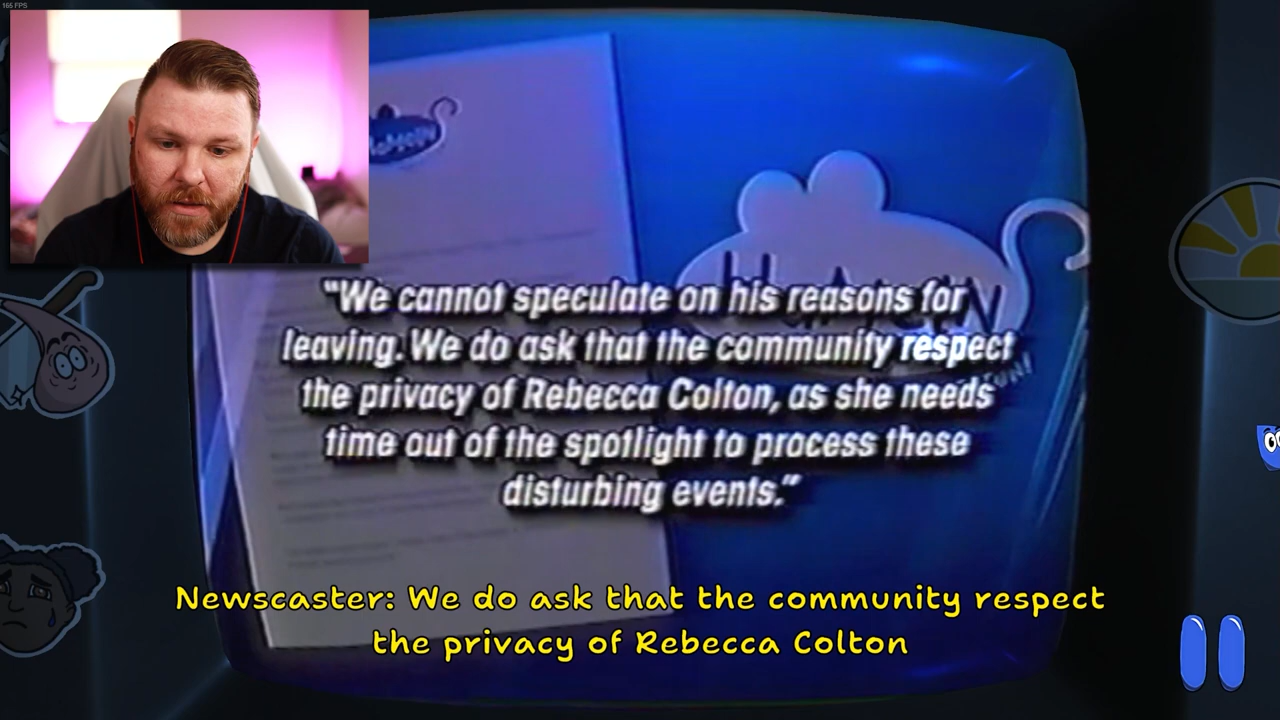 165 FPS
"We cannot speculate on his reasons for
leaving. We do ask that the community respect
the privacy of Rebecca Colton, as she needs
time out of the spotlight to process these
disturbing events."
Newscaster: We do ask that the community respect
the privacy of Rebecca Colton